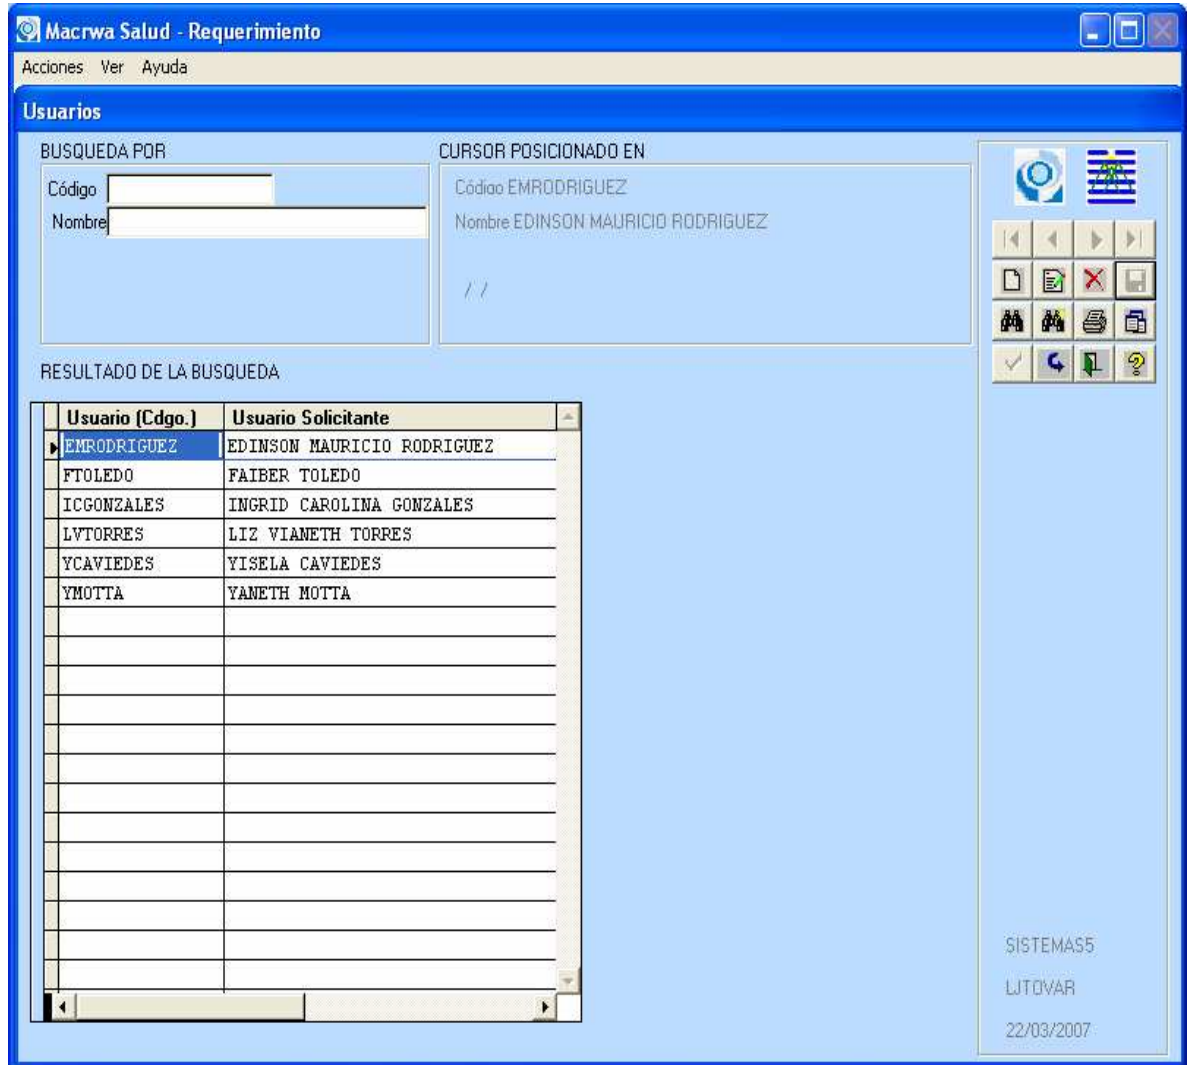 Macrwa Salud - Requerimiento
Acciones Ver Ayuda
Usuarios
BUSQUEDA POR
Código
Nombre
CURSOR POSICIONADO EN
Código EMRODRIGUEZ
Nombre EDINSON MAURICIO RODRIGUEZ
/ /
RESULTADO DE LA BUSQUEDA
Usuario (Cdgo.) Usuario Solicitante
EMRODRIGUEZ EDINSON MAURICIO RODRIGUEZ
FTOLEDO FAIBER TOLEDO
ICGONZALES INGRID CAROLINA GONZALES
LVTORRES LIZ VIANETH TORRES
YCAVIEDES YISELA CAVIEDES
YMOTTA YANETH MOTTA
SISTEMAS5
LJTOVAR
22/03/2007